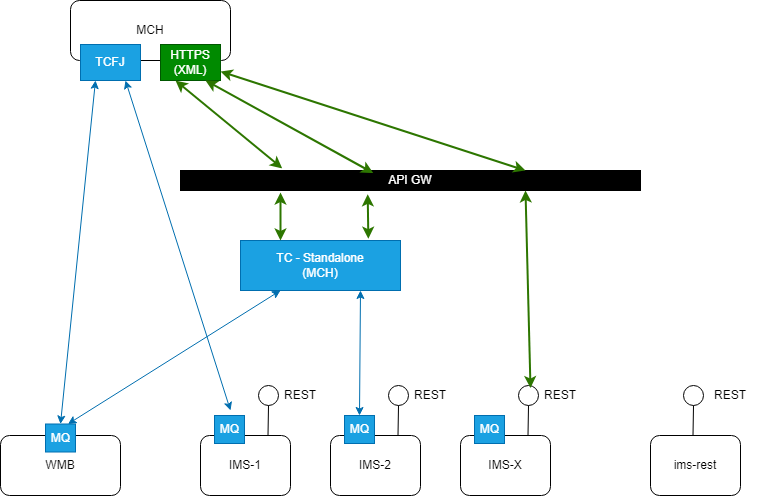 MCH
TCFJ
HTTPS
(XML)
API GW
TC - Standalone
(MCH)
REST
REST
REST
REST
MQ
MQ
MQ
MQ
WMB
IMS-1
IMS-2
IMS-X
ims-rest